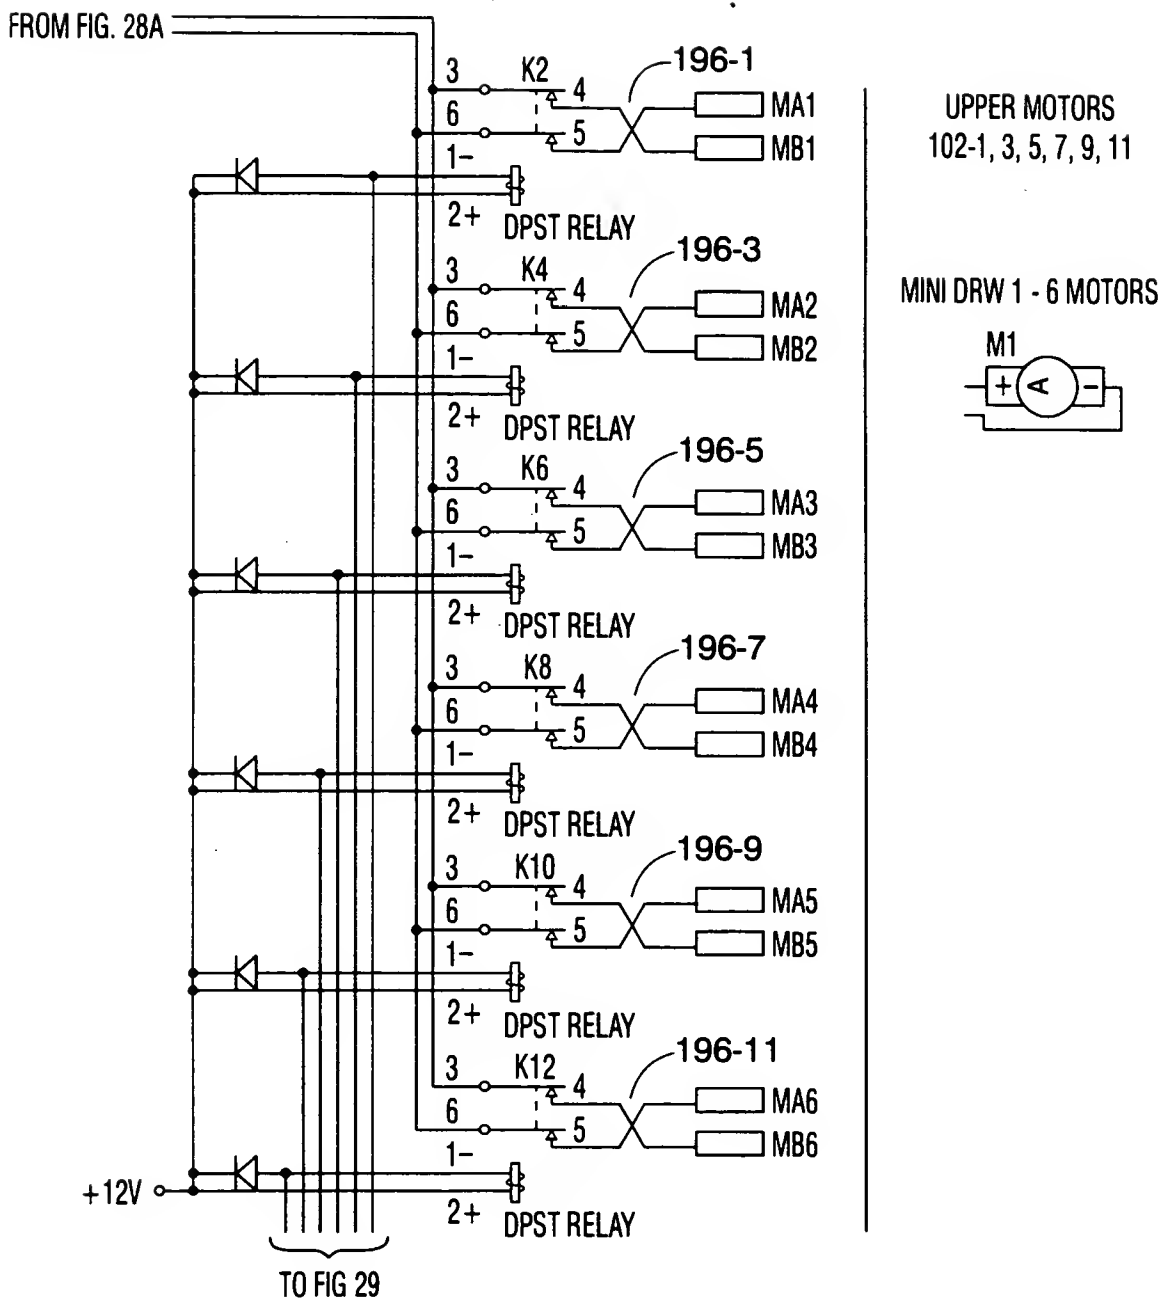 FROM FIG. 28A
3 K2 4 196-1
MA1
6 5
MB1
1-
2+ DPST RELAY
3 K4 4 196-3
MA2
6 5
MB2
1-
2+ DPST RELAY
3 K6 4 196-5
MA3
6 5
MB3
1-
2+ DPST RELAY
3 K8 4 196-7
MA4
6 5
MB4
1-
2+ DPST RELAY
3 K10 4 196-9
MA5
6 5
MB5
1-
2+ DPST RELAY
3 K12 4 196-11
MA6
6 5
MB6
1-
+12V
2+ DPST RELAY
TO FIG 29
UPPER MOTORS
102-1, 3, 5, 7, 9, 11
MINI DRW 1 - 6 MOTORS
M1
+ A -